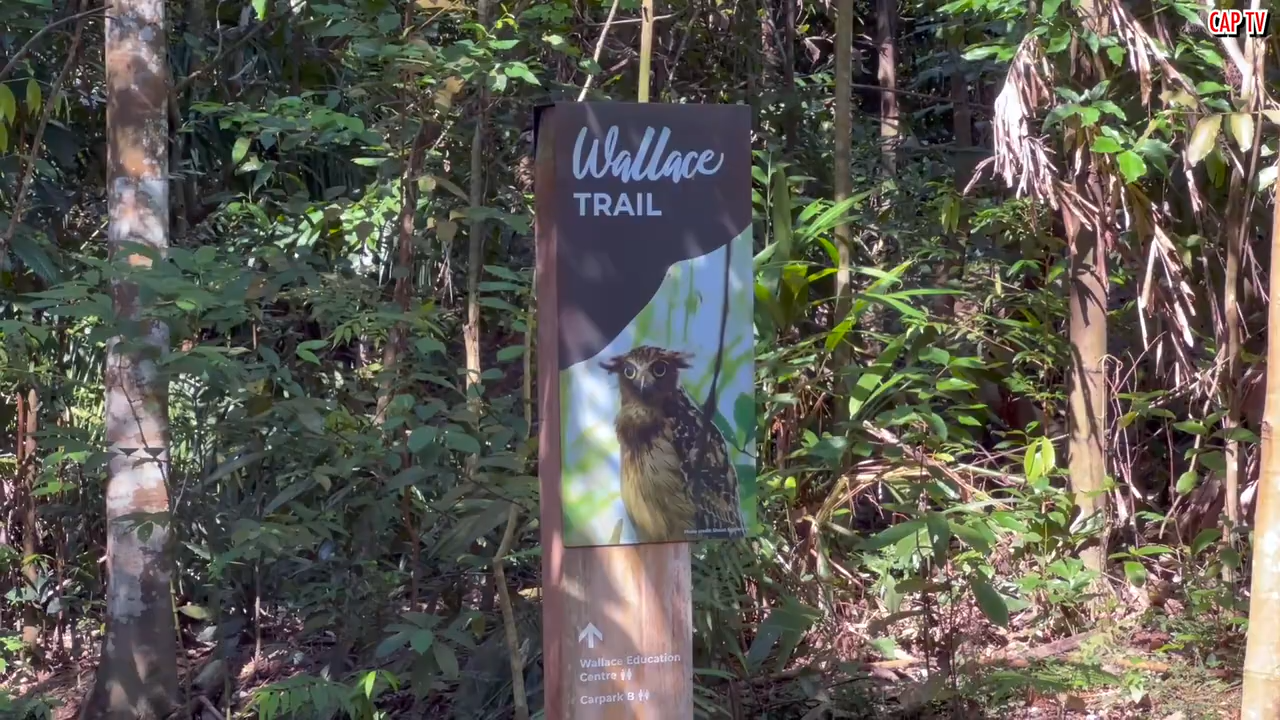 CAP TV
Wallace
TRAIL
Wallace Education
Centre
Carpark B